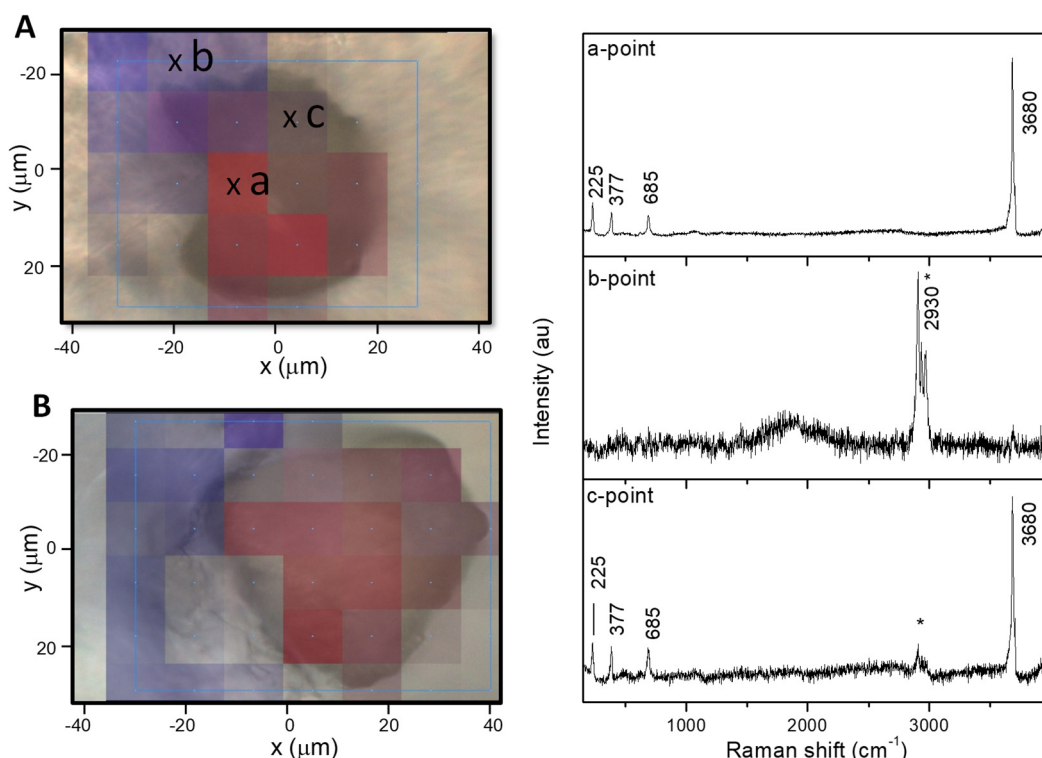 A
x b
x c
x a
-20
0
20
y (μm)
-40
-20
0
20
40
x (μm)
B
-20
0
20
y (μm)
-40
-20
0
20
40
x (μm)
Intensity (au)
a-point
225
377
685
3680
b-point
2930 *
c-point
225
377
685
*
3680
1000
2000
3000
Raman shift (cm⁻¹)